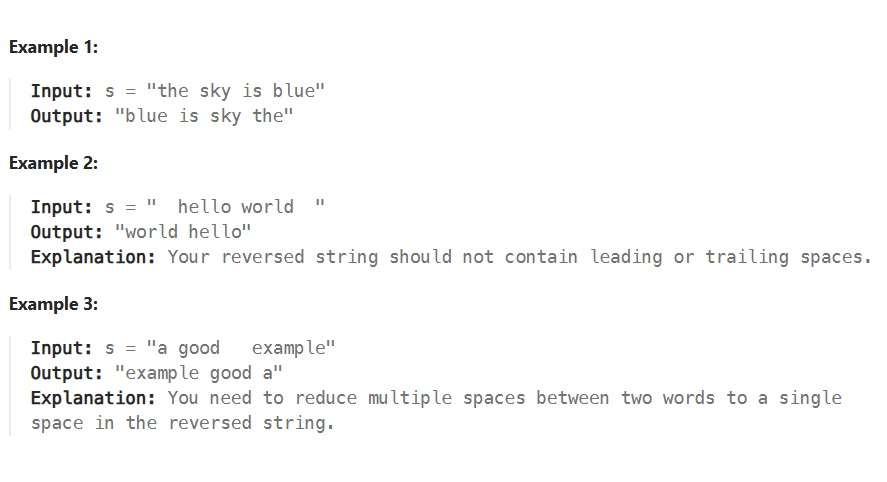 Example 1:
Input: s = "the sky is blue"
Output: "blue is sky the"
Example 2:
Input: s = "  hello world  "
Output: "world hello"
Explanation: Your reversed string should not contain leading or trailing spaces.
Example 3:
Input: s = "a good   example"
Output: "example good a"
Explanation: You need to reduce multiple spaces between two words to a single
space in the reversed string.